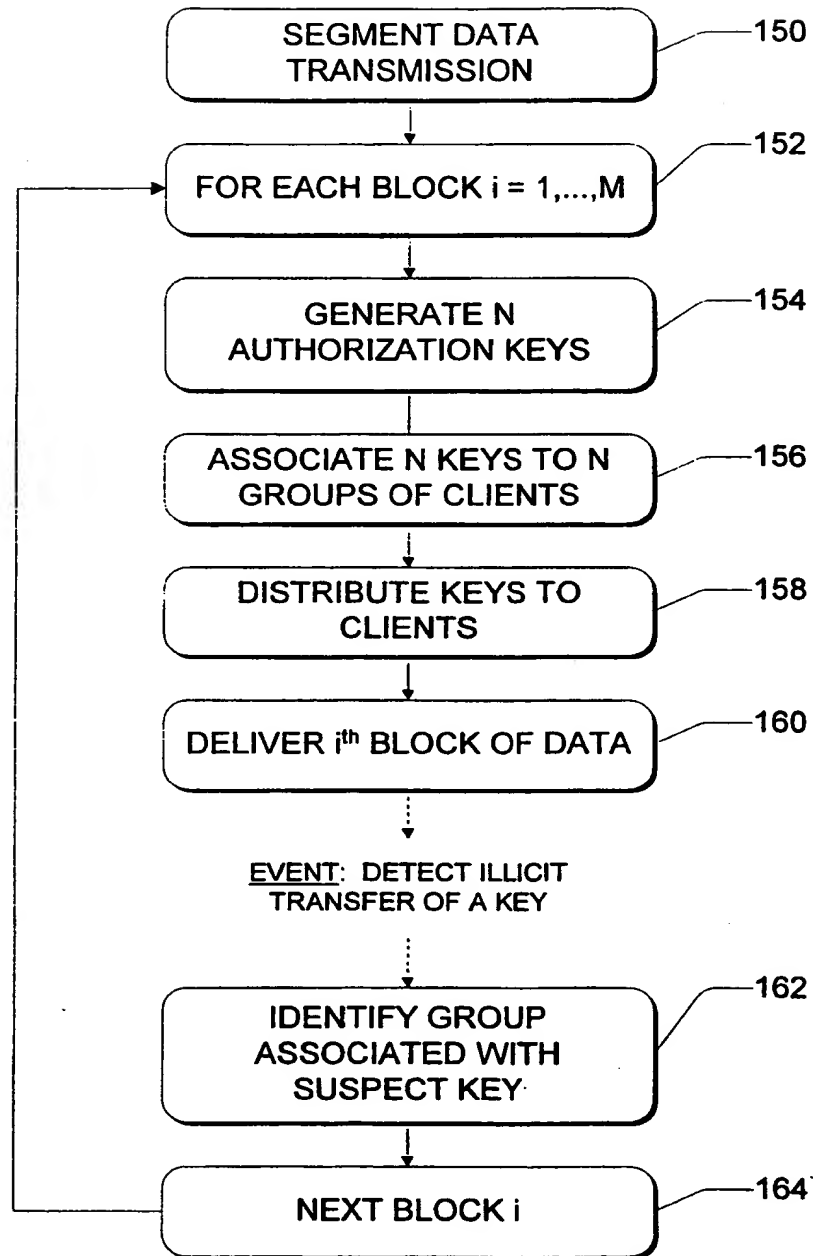 SEGMENT DATA
TRANSMISSION
150
FOR EACH BLOCK i = 1,...,M
152
GENERATE N
AUTHORIZATION KEYS
154
ASSOCIATE N KEYS TO N
GROUPS OF CLIENTS
156
DISTRIBUTE KEYS TO
CLIENTS
158
DELIVER ith BLOCK OF DATA
160
EVENT: DETECT ILLICIT
TRANSFER OF A KEY
IDENTIFY GROUP
ASSOCIATED WITH
SUSPECT KEY
162
NEXT BLOCK i
164